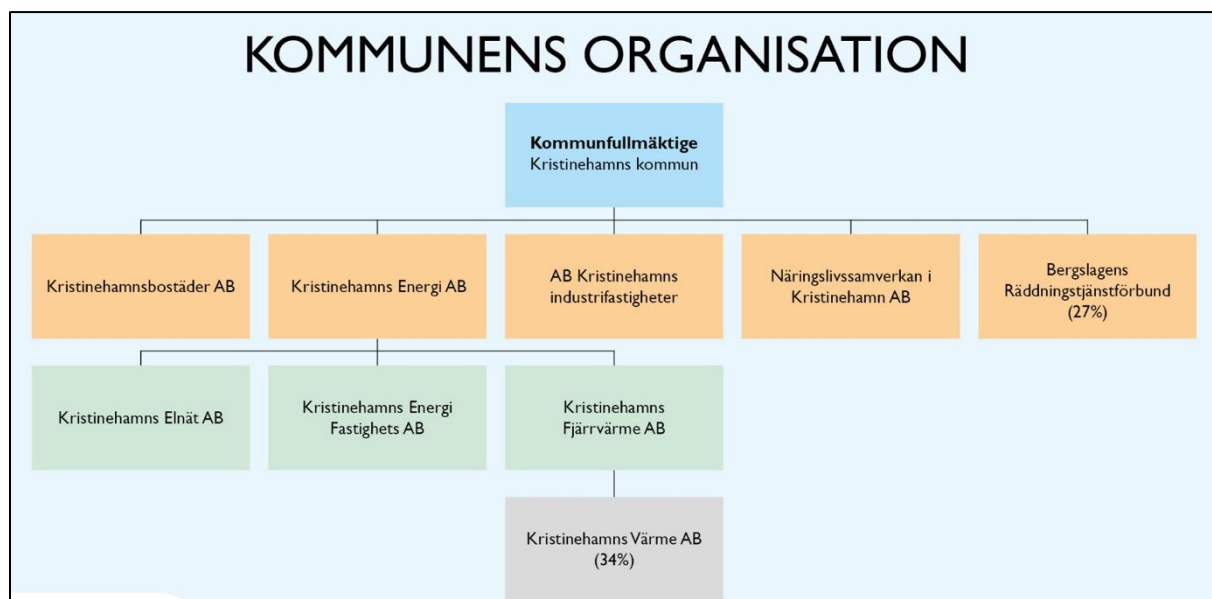 KOMMUNENS ORGANISATION
Kommunfullmäktige
Kristinehamns kommun
Kristinehamnsbostäder AB
Kristinehamns Energi AB
AB Kristinehamns
industrifastigheter
Näringslivssamverkan i
Kristinehamn AB
Bergslagens
Räddningstjänstförbund
(27%)
Kristinehamns Elnät AB
Kristinehamns Energi
Fastighets AB
Kristinehamns
Fjärrvärme AB
Kristinehamns Värme AB
(34%)